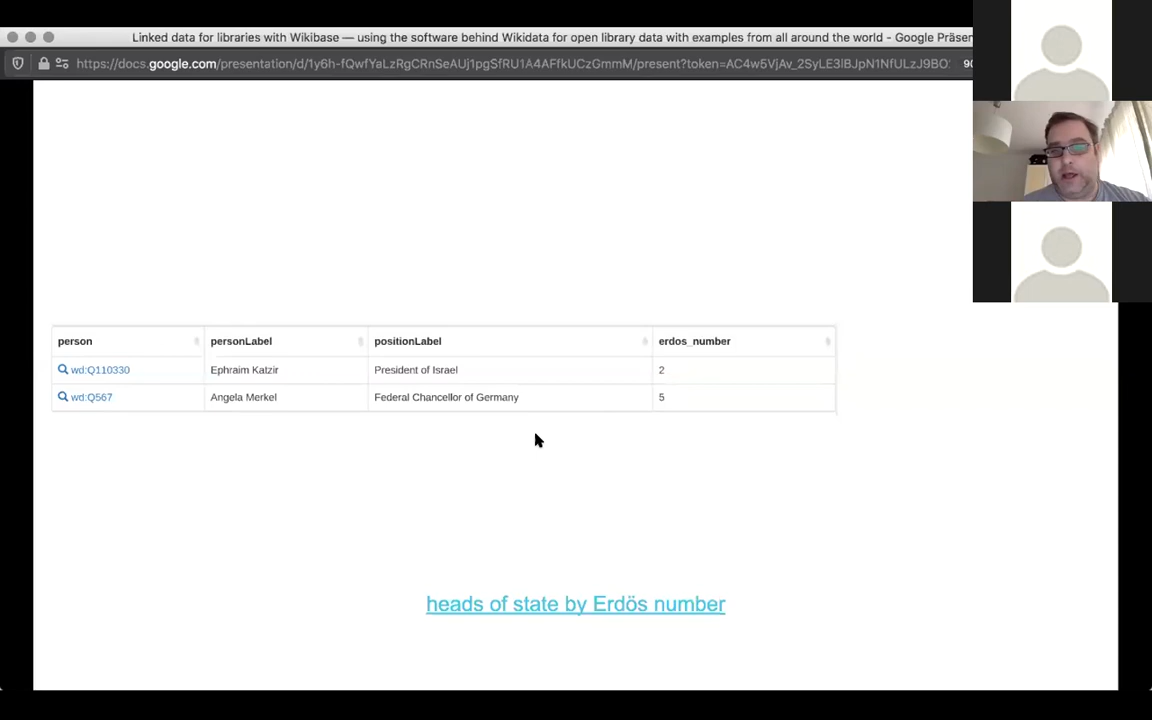 Linked data for libraries with Wikibase — using the software behind Wikidata for open library data with examples from all around the world - Google Präsen
https://docs.google.com/presentation/d/1y6h-fQwfYaLzRgCRnSeAUj1pgSfRU1A4AFfkUCzGmmM/present?token=AC4w5VjAv_2SyLE3lBJpN1NfULzJ9BO 90
person personLabel positionLabel erdos_number
wd:Q110330 Ephraim Katzir President of Israel 2
wd:Q567 Angela Merkel Federal Chancellor of Germany 5
heads of state by Erdös number